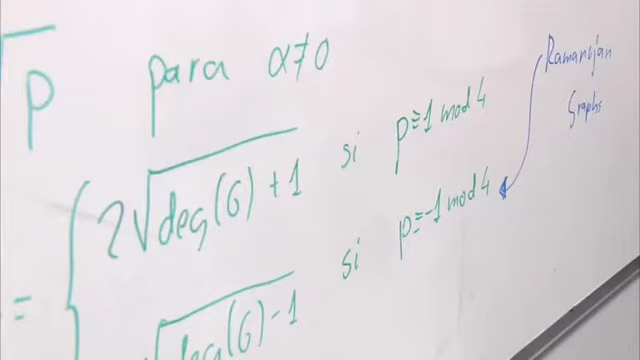 √p para α≠0
Ramanujan
Graphs
= { 2√deg(G)+1 si p≡1 mod 4
√deg(G)-1 si p≡-1 mod 4